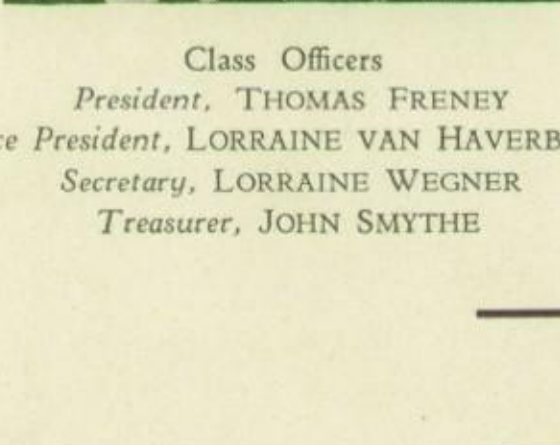 Class Officers
President, THOMAS FRENEY
President, LORRAINE VAN
Secretary, LORRAINE WEGNER
Treasurer, JOHN SMYTHE